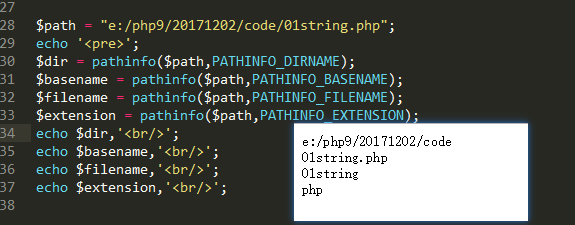 27
28 $path = "e:/php9/20171202/code/01string.php";
29 echo '<pre>';
30 $dir = pathinfo($path,PATHINFO_DIRNAME);
31 $basename = pathinfo($path,PATHINFO_BASENAME);
32 $filename = pathinfo($path,PATHINFO_FILENAME);
33 $extension = pathinfo($path,PATHINFO_EXTENSION);
34 echo $dir,'<br/>';
35 echo $basename,'<br/>';
36 echo $filename,'<br/>';
37 echo $extension,'<br/>';
38
e:/php9/20171202/code
01string.php
01string
php